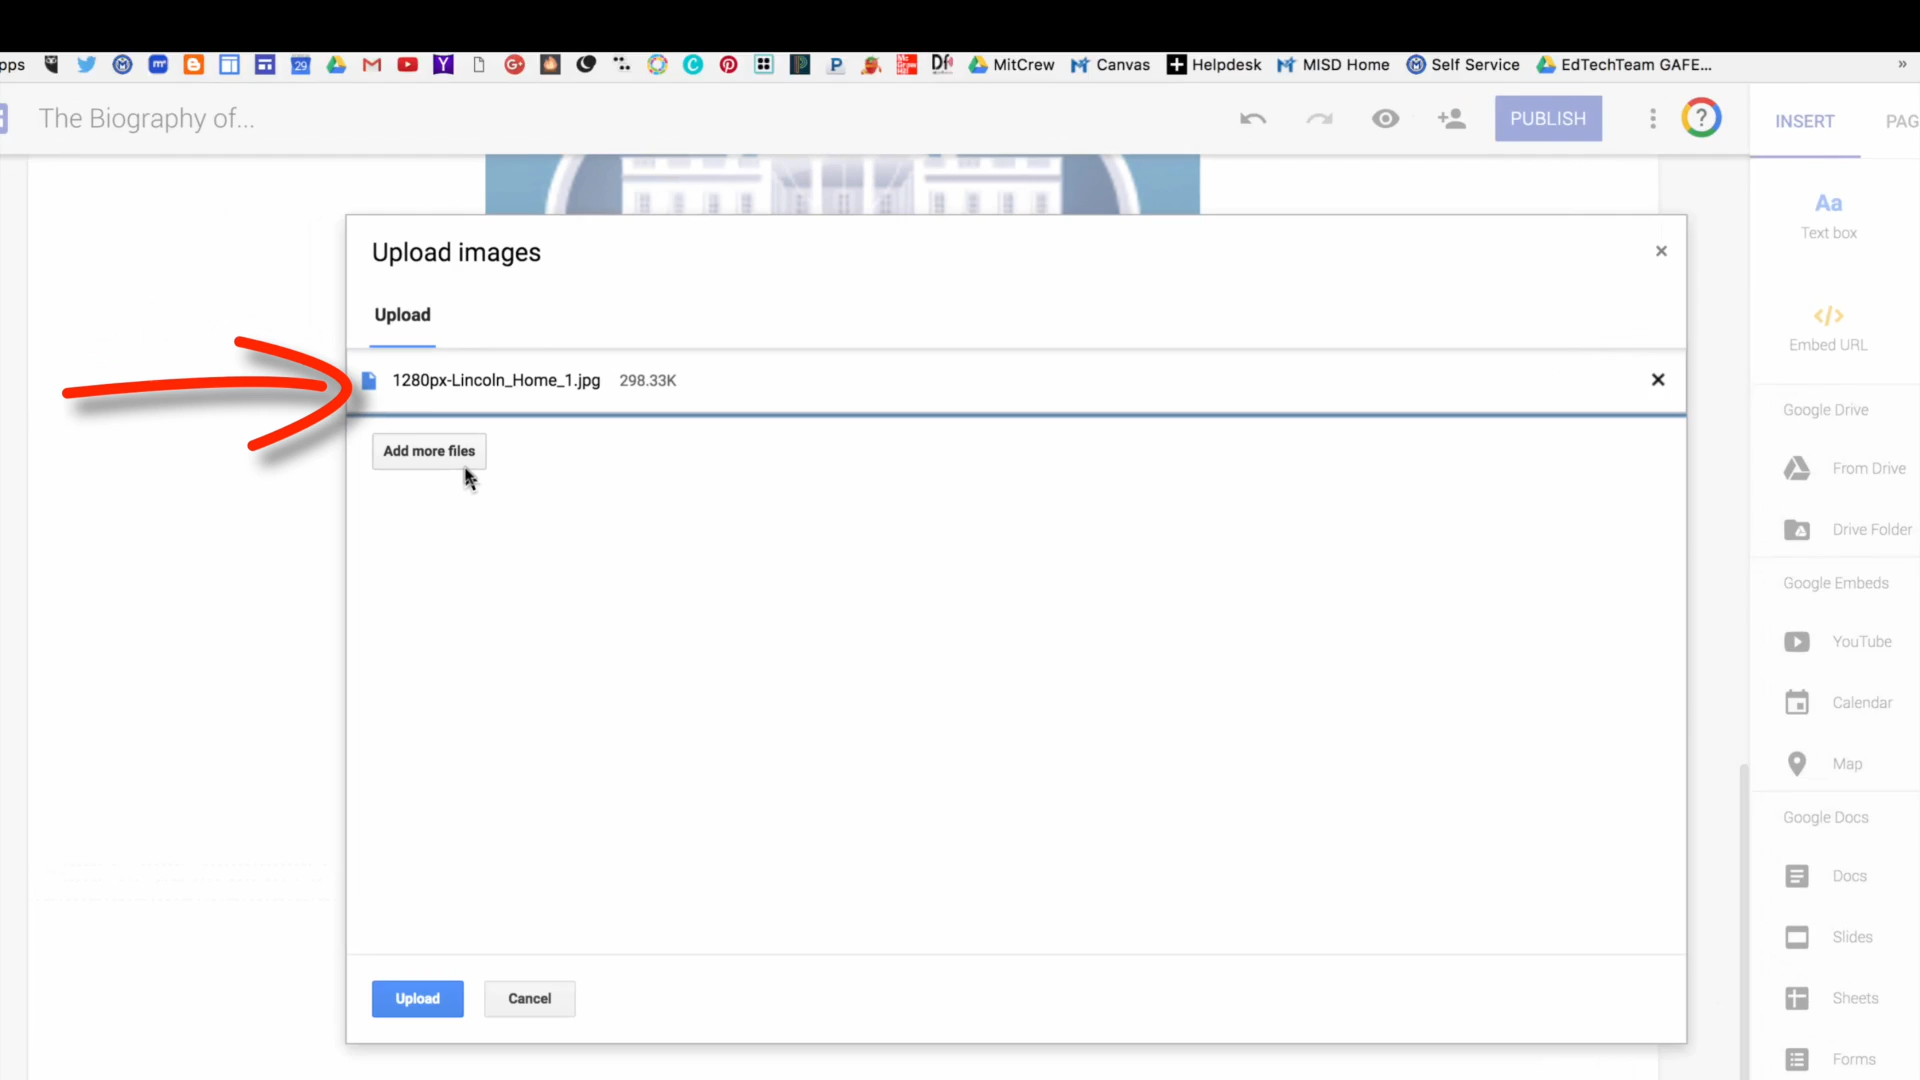 pps 29 Df MitCrew Canvas Helpdesk MISD Home Self Service EdTechTeam GAFE... »
The Biography of...
PUBLISH
?
INSERT
PAG
Aa
Text box
</>
Embed URL
Google Drive
From Drive
Drive Folder
Google Embeds
YouTube
Calendar
Map
Google Docs
Docs
Slides
Sheets
Forms
Upload images
Upload
1280px-Lincoln_Home_1.jpg 298.33K
Add more files
Upload Cancel